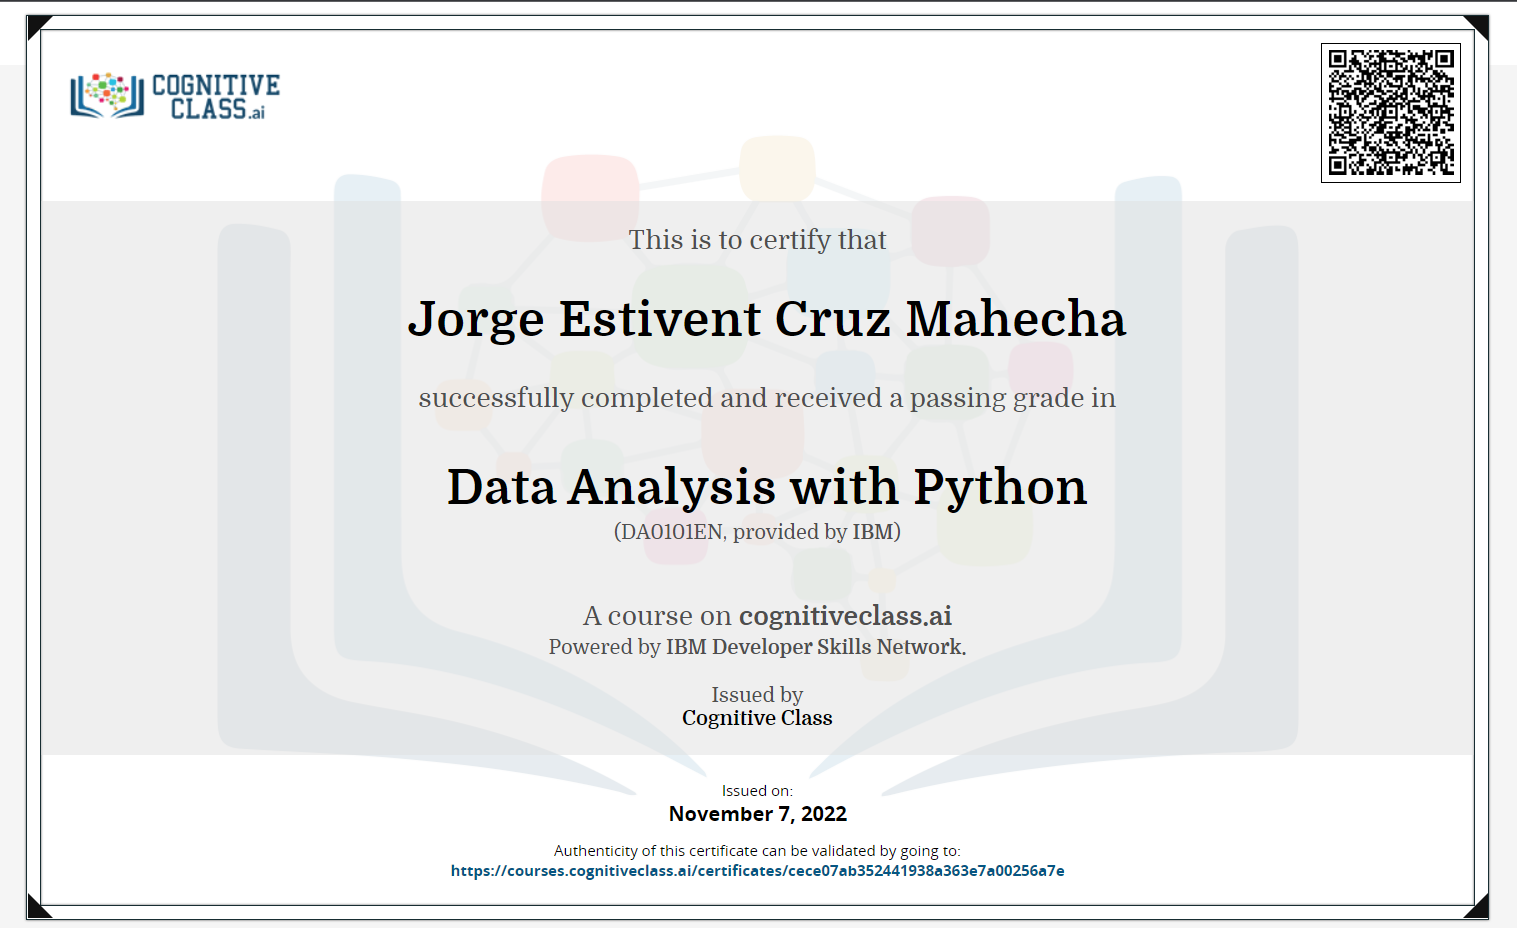 COGNITIVE
CLASS.ai
This is to certify that
Jorge Estivent Cruz Mahecha
successfully completed and received a passing grade in
Data Analysis with Python
(DA0101EN, provided by IBM)
A course on cognitiveclass.ai
Powered by IBM Developer Skills Network.
Issued by
Cognitive Class
Issued on:
November 7, 2022
Authenticity of this certificate can be validated by going to:
https://courses.cognitiveclass.ai/certificates/cece07ab352441938a363e7a00256a7e